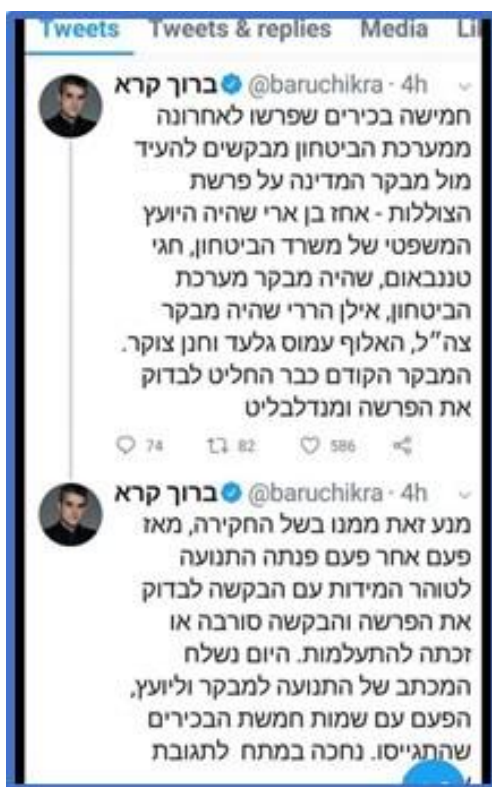 Tweets Tweets & replies Media Li
ברוך קרא @baruchikra · 4h
חמישה בכירים שפרשו לאחרונה
ממערכת הביטחון מבקשים להעיד
מול מבקר המדינה על פרשת
הצוללות - אחז בן ארי שהיה היועץ
המשפטי של משרד הביטחון, חגי
טננבאום, שהיה מבקר מערכת
הביטחון, אילן הררי שהיה מבקר
צה"ל, האלוף עמוס גלעד וחנן צוקר.
המבקר הקודם כבר החליט לבדוק
את הפרשה ומנדלבליט
74 82 586
ברוך קרא @baruchikra · 4h
מנע זאת ממנו בשל החקירה, מאז
פעם אחר פעם פנתה התנועה
לטוהר המידות עם הבקשה לבדוק
את הפרשה והבקשה סורבה או
זכתה להתעלמות. היום נשלח
המכתב של התנועה למבקר וליועץ,
הפעם עם שמות חמשת הבכירים
שהתגייסו. נחכה במתח לתגובת